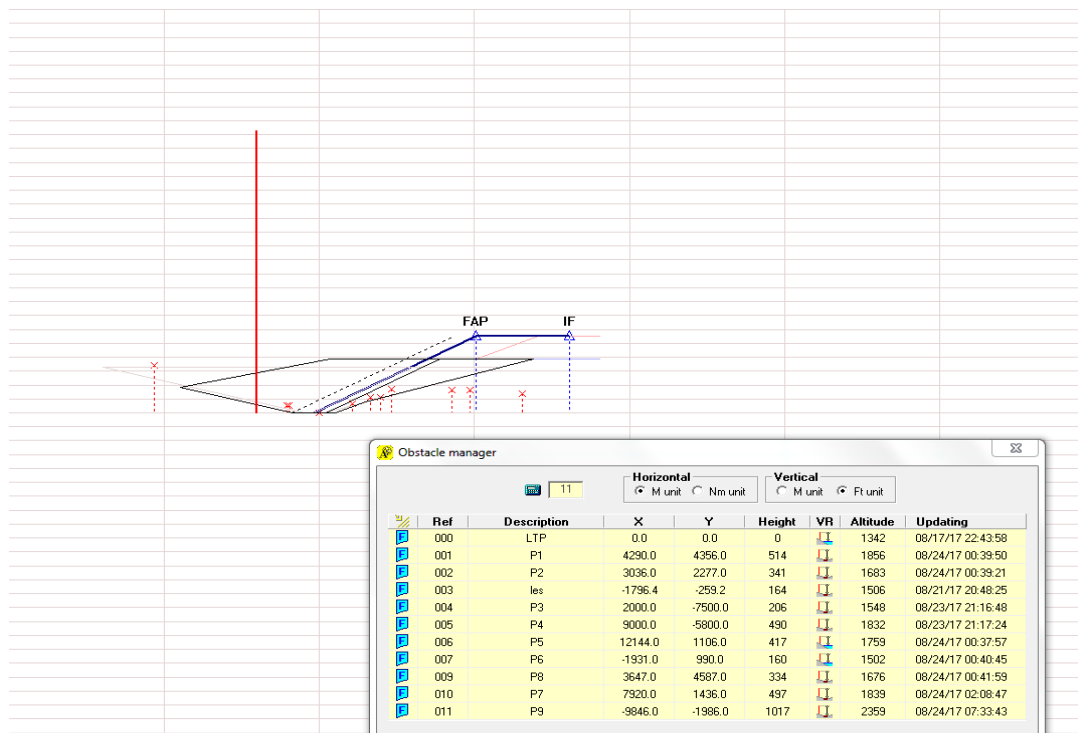 FAP IF
Obstacle manager
Horizontal Vertical
11 M unit Nm unit M unit Ft unit
Ref Description X Y Height VR Altitude Updating
000 LTP 0.0 0.0 0 1342 08/17/17 22:43:58
001 P1 4290.0 4356.0 514 1856 08/24/17 00:39:50
002 P2 3036.0 2277.0 341 1683 08/24/17 00:39:21
003 les -1796.4 -259.2 164 1506 08/21/17 20:48:25
004 P3 2000.0 -7500.0 206 1548 08/23/17 21:16:48
005 P4 9000.0 -5800.0 490 1832 08/23/17 21:17:24
006 P5 12144.0 1106.0 417 1759 08/24/17 00:37:57
007 P6 -1931.0 990.0 160 1502 08/24/17 00:40:45
009 P8 3647.0 4587.0 334 1676 08/24/17 00:41:59
010 P7 7920.0 1436.0 497 1839 08/24/17 02:08:47
011 P9 -9846.0 -1986.0 1017 2359 08/24/17 07:33:43